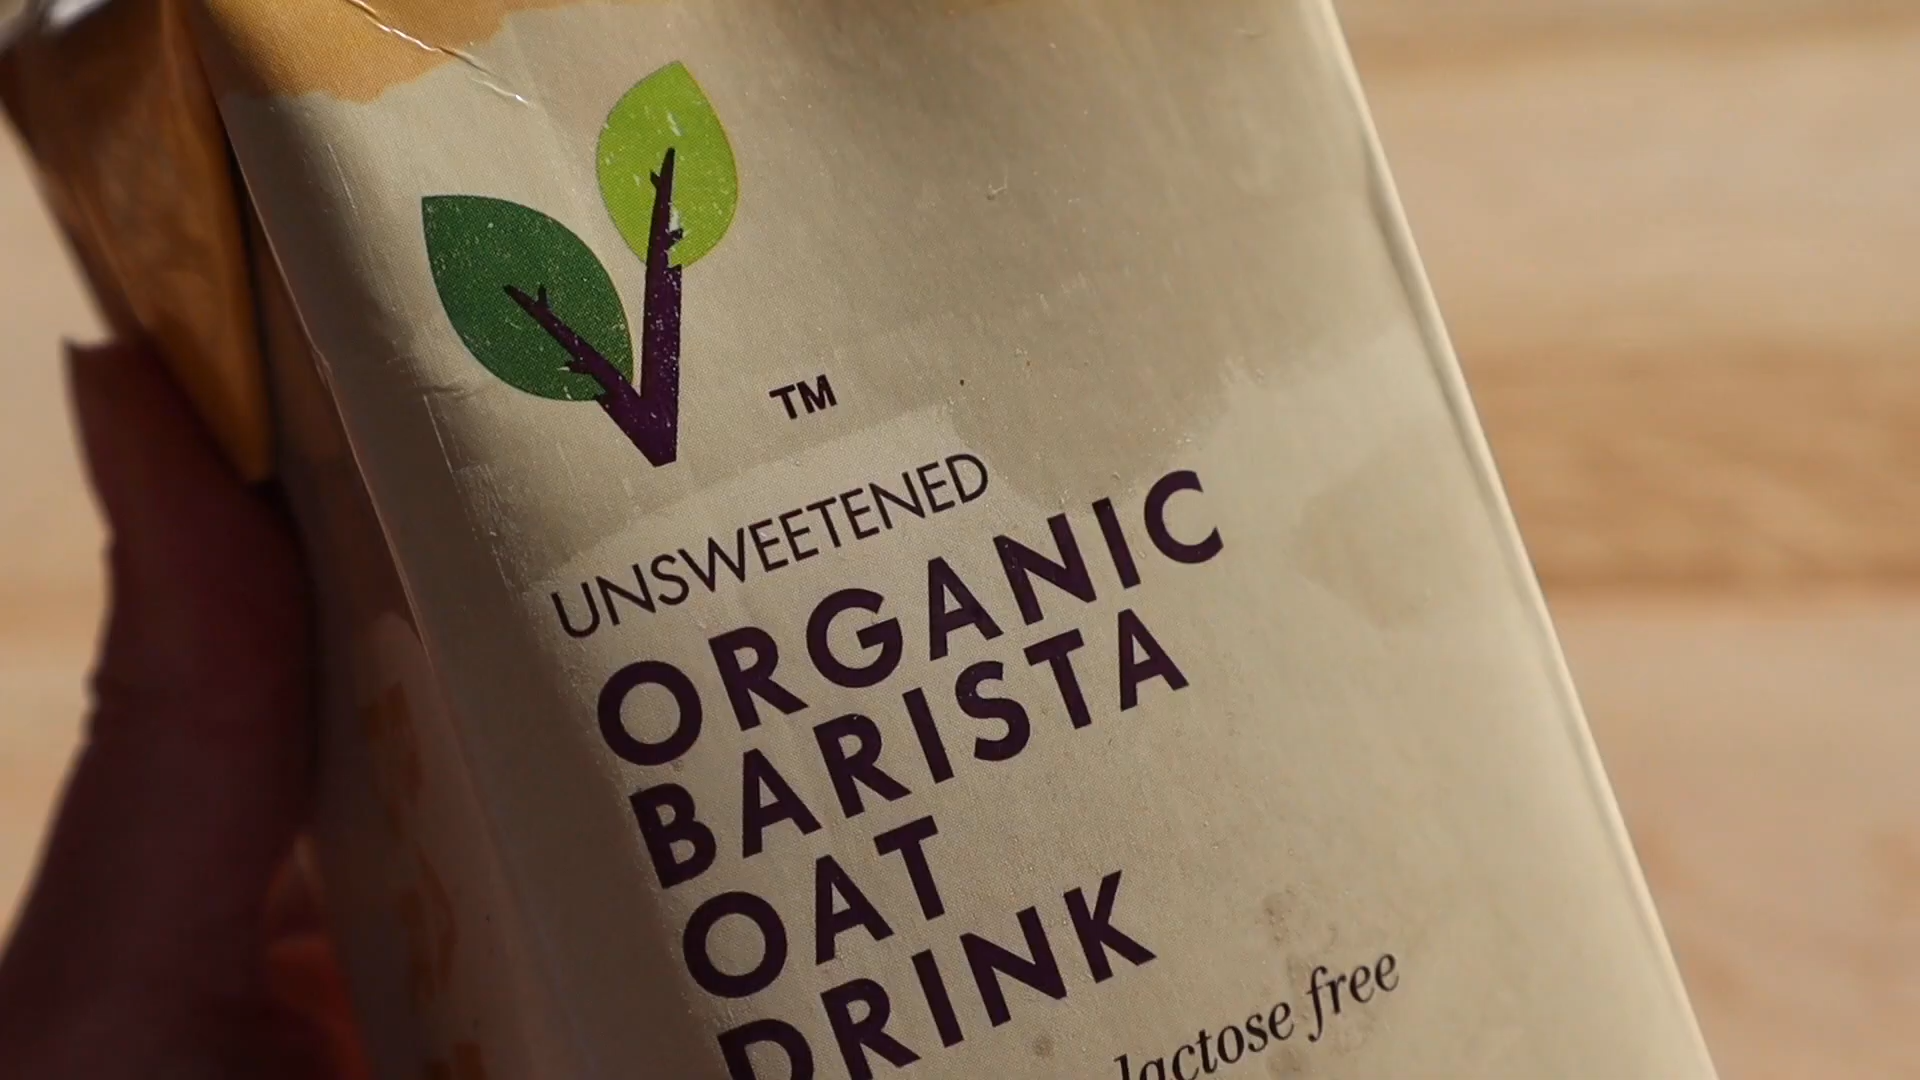 TM
UNSWEETENED
ORGANIC
BARISTA
OAT
DRINK
lactose free